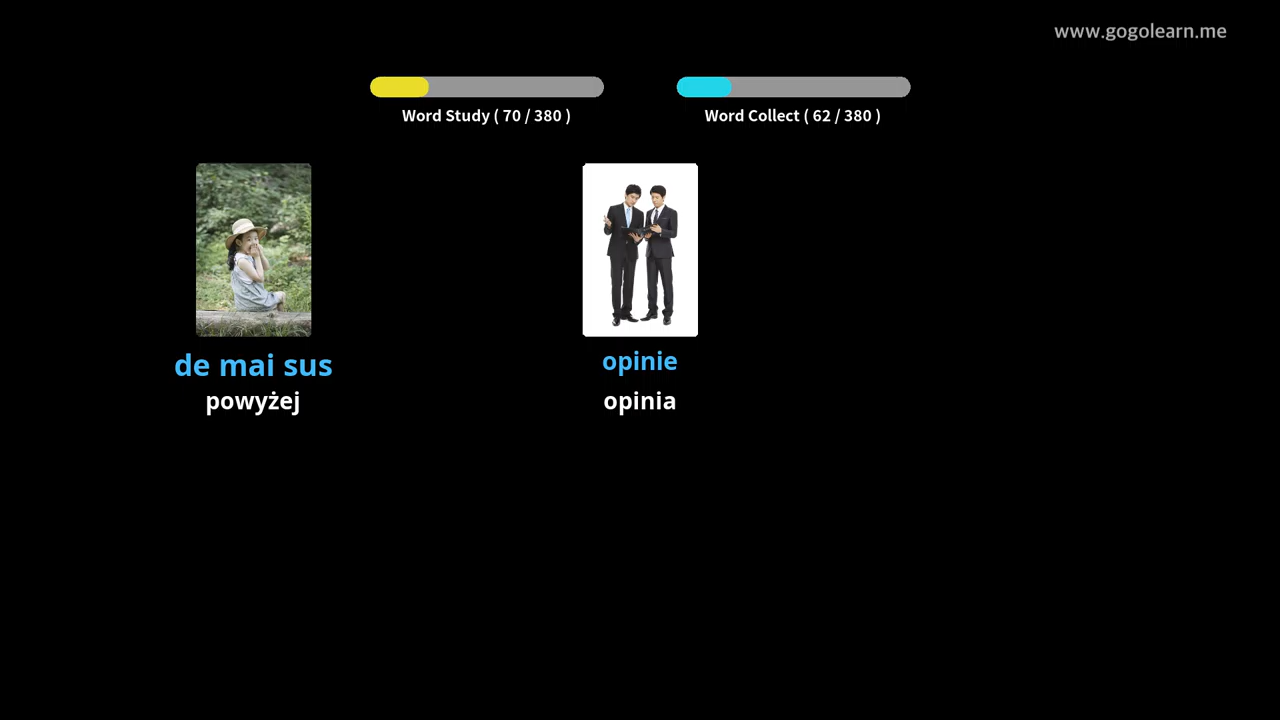 www.gogolearn.me
Word Study ( 70 / 380 )
Word Collect ( 62 / 380 )
de mai sus
powyżej
opinie
opinia